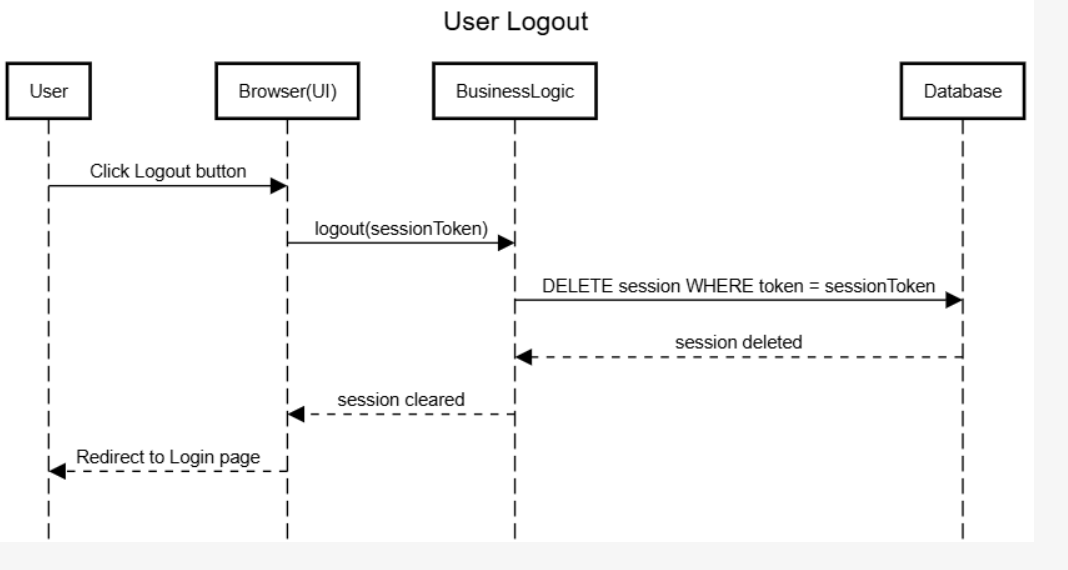 User Logout
User
Browser(UI)
BusinessLogic
Database
Click Logout button
logout(sessionToken)
DELETE session WHERE token = sessionToken
session deleted
session cleared
Redirect to Login page